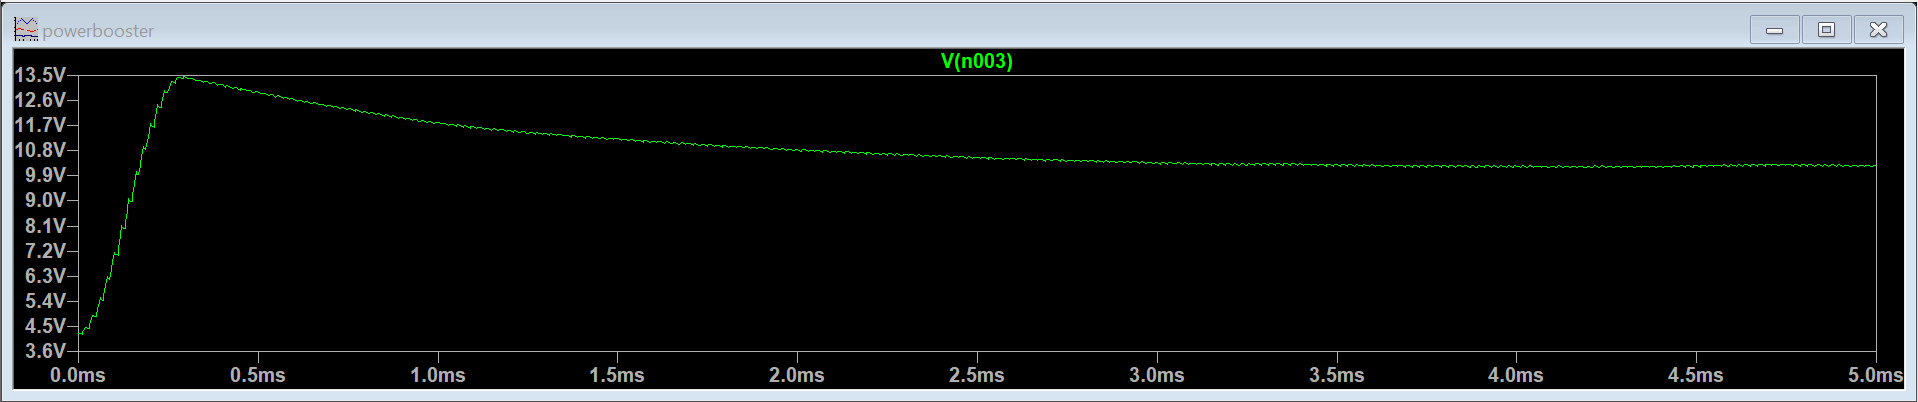 powerbooster
V(n003)
13.5V
12.6V
11.7V
10.8V
9.9V
9.0V
8.1V
7.2V
6.3V
5.4V
4.5V
3.6V
0.0ms 0.5ms 1.0ms 1.5ms 2.0ms 2.5ms 3.0ms 3.5ms 4.0ms 4.5ms 5.0ms